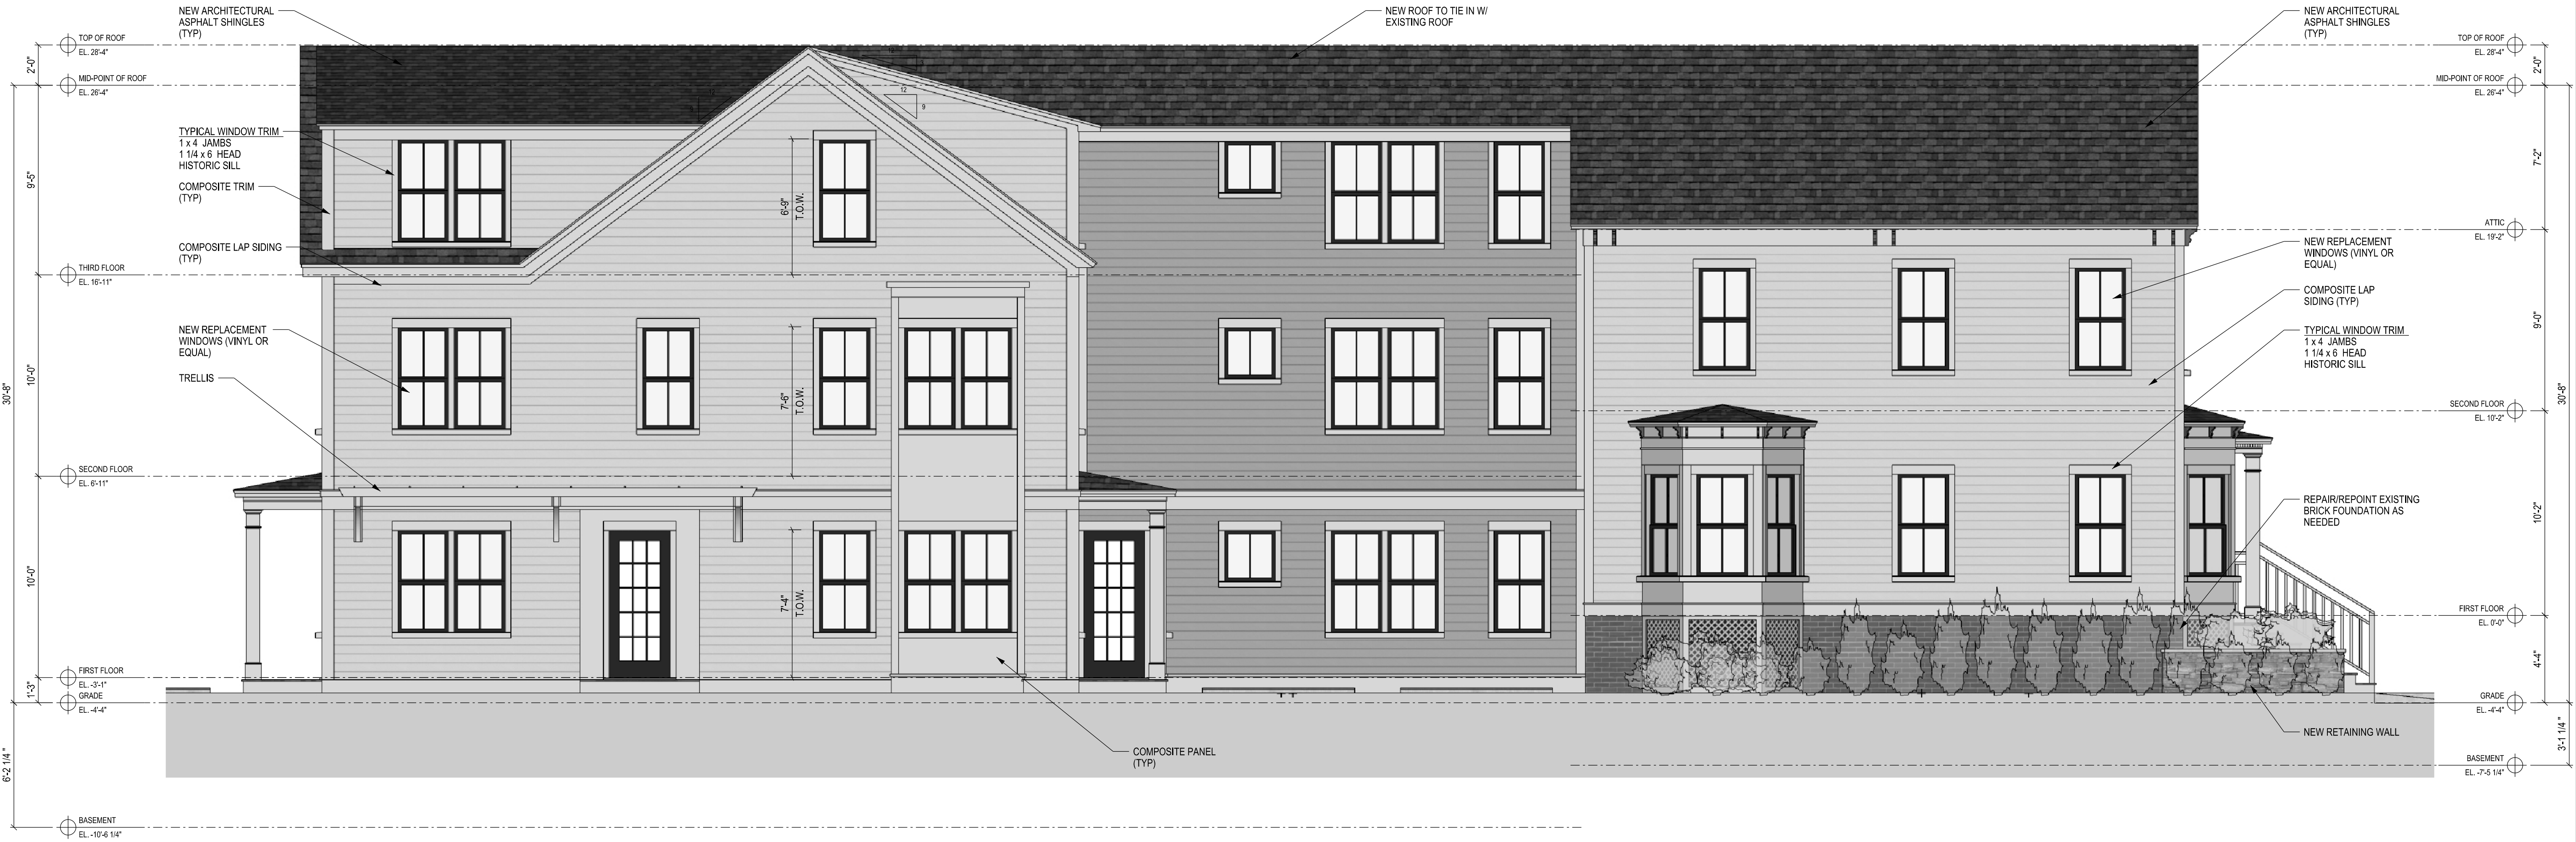 NEW ARCHITECTURAL
ASPHALT SHINGLES
(TYP)
NEW ROOF TO TIE IN W/
EXISTING ROOF
NEW ARCHITECTURAL
ASPHALT SHINGLES
(TYP)
TOP OF ROOF
EL. 28'-4"
2'-0"
MID-POINT OF ROOF
EL. 26'-4"
TYPICAL WINDOW TRIM
1 x 4 JAMBS
1 1/4 x 6 HEAD
HISTORIC SILL
9'-5"
COMPOSITE TRIM
(TYP)
COMPOSITE LAP SIDING
(TYP)
THIRD FLOOR
EL. 16'-11"
NEW REPLACEMENT
WINDOWS (VINYL OR
EQUAL)
TRELLIS
10'-0"
30'-8"
SECOND FLOOR
EL. 6'-11"
10'-0"
FIRST FLOOR
EL. -3'-1"
1'-3"
GRADE
EL. -4'-4"
6'-2 1/4"
BASEMENT
EL. -10'-6 1/4"
12
9
6'-9"
T.O.W.
7'-6"
T.O.W.
7'-4"
T.O.W.
COMPOSITE PANEL
(TYP)
TOP OF ROOF
EL. 28'-4"
2'-0"
MID-POINT OF ROOF
EL. 26'-4"
7'-2"
ATTIC
EL. 19'-2"
NEW REPLACEMENT
WINDOWS (VINYL OR
EQUAL)
COMPOSITE LAP
SIDING (TYP)
9'-0"
TYPICAL WINDOW TRIM
1 x 4 JAMBS
1 1/4 x 6 HEAD
HISTORIC SILL
30'-8"
SECOND FLOOR
EL. 10'-2"
REPAIR/REPOINT EXISTING
BRICK FOUNDATION AS
NEEDED
10'-2"
FIRST FLOOR
EL. 0'-0"
4'-4"
GRADE
EL. -4'-4"
NEW RETAINING WALL
3'-1 1/4"
BASEMENT
EL. -7'-5 1/4"